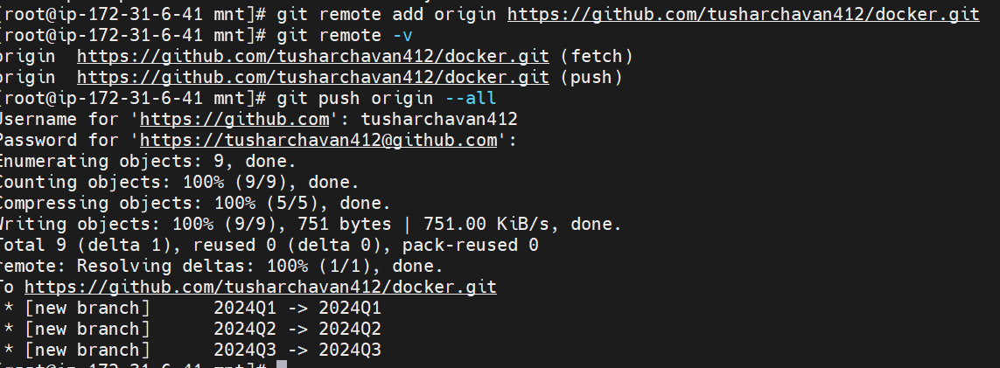 [root@ip-172-31-6-41 mnt]# git remote add origin https://github.com/tusharchavan412/docker.git
[root@ip-172-31-6-41 mnt]# git remote -v
origin  https://github.com/tusharchavan412/docker.git (fetch)
origin  https://github.com/tusharchavan412/docker.git (push)
[root@ip-172-31-6-41 mnt]# git push origin --all
Username for 'https://github.com': tusharchavan412
Password for 'https://tusharchavan412@github.com':
Enumerating objects: 9, done.
Counting objects: 100% (9/9), done.
Compressing objects: 100% (5/5), done.
Writing objects: 100% (9/9), 751 bytes | 751.00 KiB/s, done.
Total 9 (delta 1), reused 0 (delta 0), pack-reused 0
remote: Resolving deltas: 100% (1/1), done.
To https://github.com/tusharchavan412/docker.git
 * [new branch]      2024Q1 -> 2024Q1
 * [new branch]      2024Q2 -> 2024Q2
 * [new branch]      2024Q3 -> 2024Q3
[root@ip-172-31-6-41 mnt]#